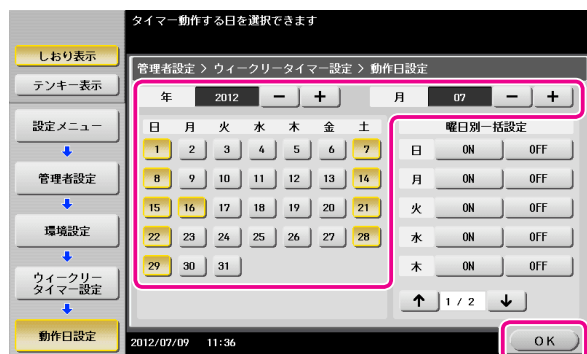 タイマー動作する日を選択できます
しおり表示
テンキー表示
設定メニュー
管理者設定
環境設定
ウィークリー
タイマー設定
動作日設定
管理者設定 > ウィークリータイマー設定 > 動作日設定
年 2012 － ＋ 月 07 － ＋
日 月 火 水 木 金 土
1 2 3 4 5 6 7
8 9 10 11 12 13 14
15 16 17 18 19 20 21
22 23 24 25 26 27 28
29 30 31
曜日別一括設定
日 ON OFF
月 ON OFF
火 ON OFF
水 ON OFF
木 ON OFF
↑ 1 / 2 ↓
2012/07/09 11:36
OK